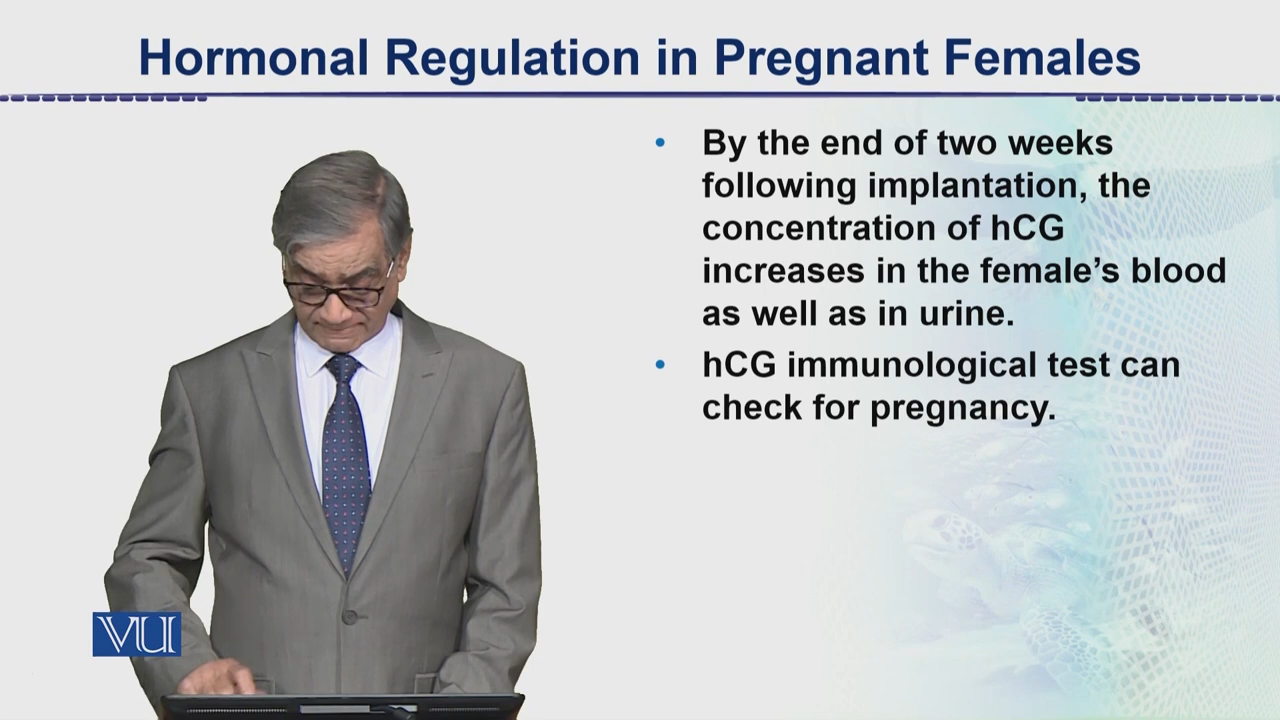 Hormonal Regulation in Pregnant Females
• By the end of two weeks
following implantation, the
concentration of hCG
increases in the female’s blood
as well as in urine.
• hCG immunological test can
check for pregnancy.
VU